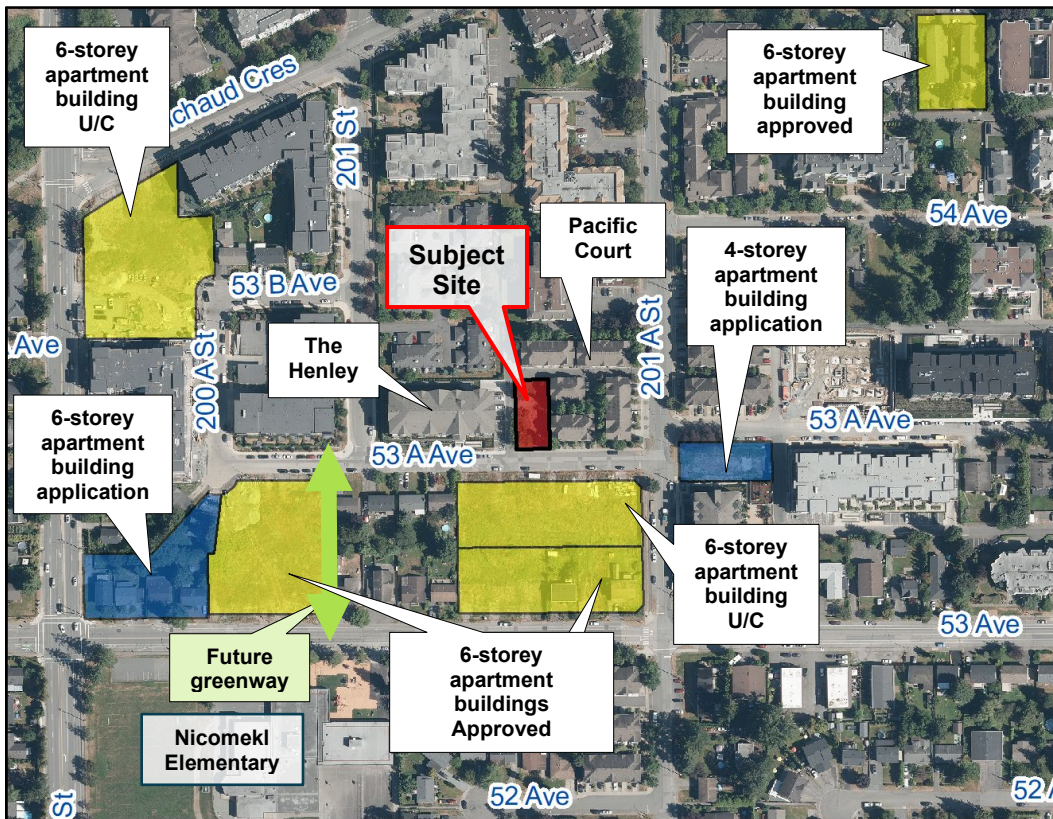 6-storey
apartment
building
U/C
6-storey
apartment
building
approved
chaud Cres
201 St
54 Ave
Subject
Site
Pacific
Court
4-storey
apartment
building
application
53 B Ave
The
Henley
201 A St
Ave
200 A St
6-storey
apartment
building
application
53 A Ave
53 A Ave
6-storey
apartment
building
U/C
53 Ave
Future
greenway
6-storey
apartment
buildings
Approved
Nicomekl
Elementary
52 Ave
52
St